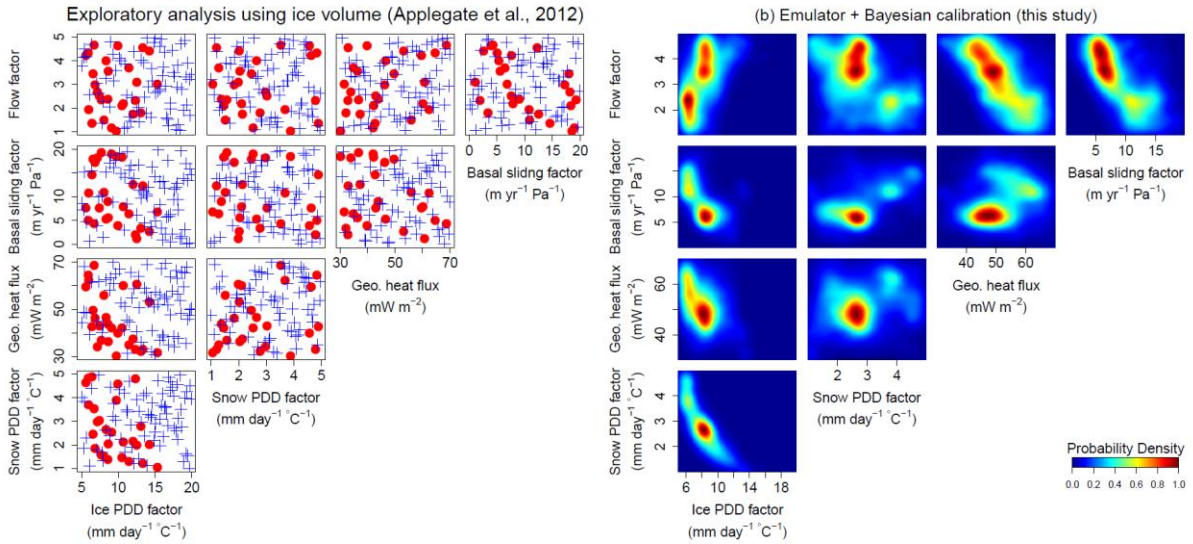 Exploratory analysis using ice volume (Applegate et al., 2012)
Flow factor
1 2 3 4 5
Basal slidng factor
(m yr−1 Pa−1)
0 5 10 15 20
Basal slidng factor
(m yr−1 Pa−1)
0 5 10 15 20
Geo. heat flux
(mW m−2)
30 40 50 60 70
Geo. heat flux
(mW m−2)
30 50 70
Snow PDD factor
(mm day−1 °C−1)
1 2 3 4 5
Snow PDD factor
(mm day−1 °C−1)
1 2 3 4 5
Ice PDD factor
(mm day−1 °C−1)
5 10 15 20
(b) Emulator + Bayesian calibration (this study)
Flow factor
2 3 4
Basal slidng factor
(m yr−1 Pa−1)
5 10 15
Basal sliding factor
(m yr−1 Pa−1)
5 10
Geo. heat flux
(mW m−2)
40 50 60
Geo. heat flux
(mW m−2)
40 60
Snow PDD factor
(mm day−1 °C−1)
2 3 4
Snow PDD factor
(mm day−1 °C−1)
2 3 4
Ice PDD factor
(mm day−1 °C−1)
6 8 10 14 18
Probability Density
0.0 0.2 0.4 0.6 0.8 1.0